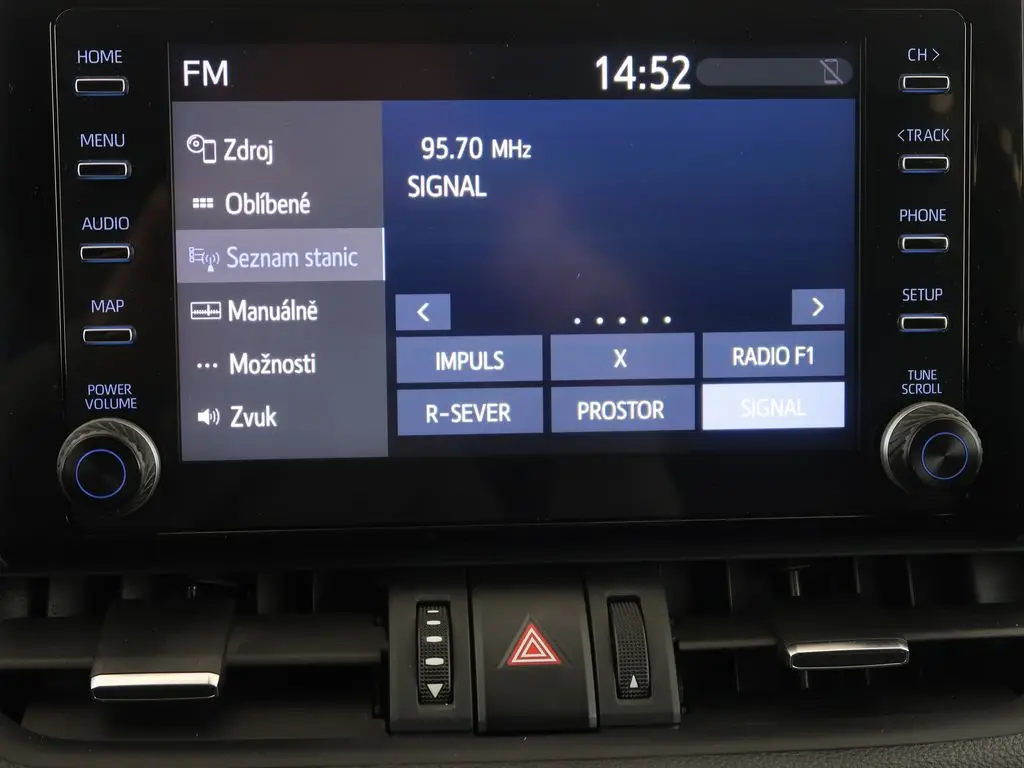 HOME
MENU
AUDIO
MAP
POWER
VOLUME
FM
14:52
Zdroj
Oblíbené
Seznam stanic
Manuálně
Možnosti
Zvuk
95.70 MHz
SIGNAL
<
>
IMPULS
X
RADIO F1
R-SEVER
PROSTOR
SIGNAL
CH >
<TRACK
PHONE
SETUP
TUNE
SCROLL